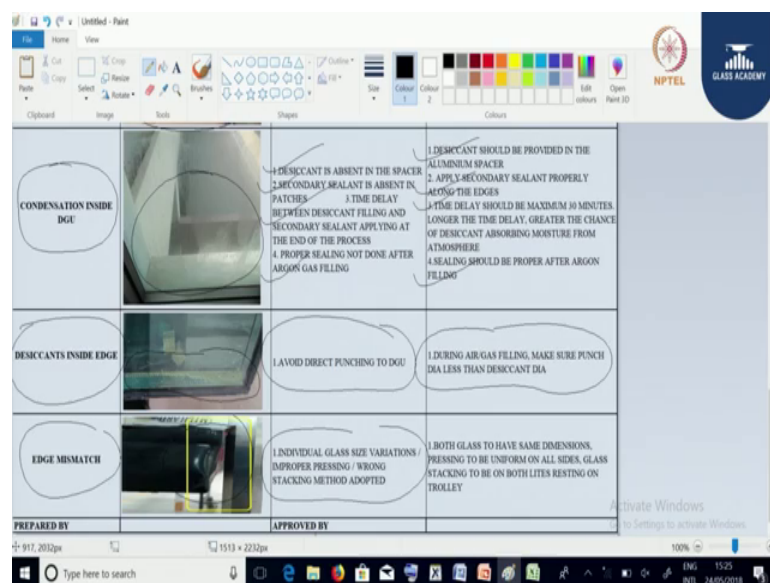 Untitled - Paint
File Home View
Paste
Cut
Copy
Select
Crop
Resize
Rotate
Brushes
Outline
Fill
Size
Colour 1
Colour 2
Edit colours
Open Paint 3D
Clipboard Image Tools Shapes Colours
NPTEL
GLASS ACADEMY
CONDENSATION INSIDE
DGU
1.DESICCANT IS ABSENT IN THE SPACER
2.SECONDARY SEALANT IS ABSENT IN
PATCHES 3.TIME DELAY
BETWEEN DESICCANT FILLING AND
SECONDARY SEALANT APPLYING AT
THE END OF THE PROCESS
4. PROPER SEALING NOT DONE AFTER
ARGON GAS FILLING
1.DESICCANT SHOULD BE PROVIDED IN THE
ALUMINIUM SPACER
2. APPLY SECONDARY SEALANT PROPERLY
ALONG THE EDGES
3.TIME DELAY SHOULD BE MAXIMUM 30 MINUTES.
LONGER THE TIME DELAY, GREATER THE CHANCE
OF DESICCANT ABSORBING MOISTURE FROM
ATMOSPHERE
4.SEALING SHOULD BE PROPER AFTER ARGON
FILLING
DESICCANTS INSIDE EDGE
1.AVOID DIRECT PUNCHING TO DGU
1.DURING AIR/GAS FILLING, MAKE SURE PUNCH
DIA LESS THAN DESICCANT DIA
EDGE MISMATCH
1.INDIVIDUAL GLASS SIZE VARIATIONS /
IMPROPER PRESSING / WRONG
STACKING METHOD ADOPTED
1.BOTH GLASS TO HAVE SAME DIMENSIONS,
PRESSING TO BE UNIFORM ON ALL SIDES, GLASS
STACKING TO BE ON BOTH LITES RESTING ON
TROLLEY
Activate Windows
Go to Settings to activate Windows.
PREPARED BY APPROVED BY
917, 2032px 1513 × 2232px 100%
Type here to search
ENG
INTL
15:25
24/05/2018